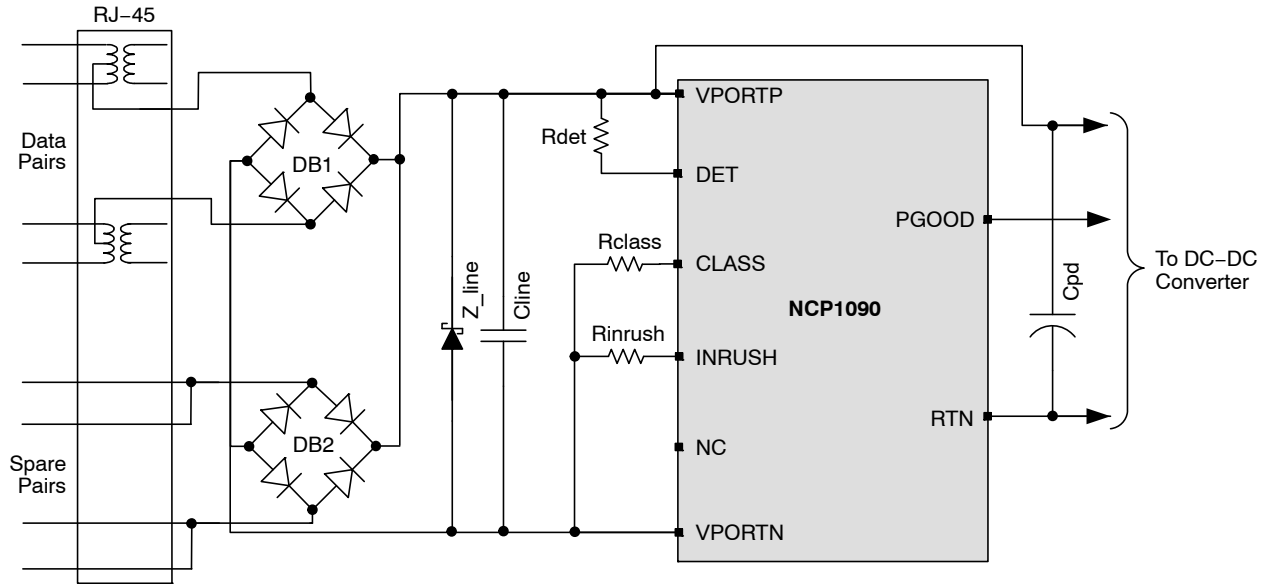 RJ−45
Data
Pairs
DB1
Rdet
VPORTP
DET
PGOOD
Rclass
CLASS
To DC−DC
Converter
Z_line
Cline
Cpd
NCP1090
Rinrush
INRUSH
RTN
DB2
NC
Spare
Pairs
VPORTN